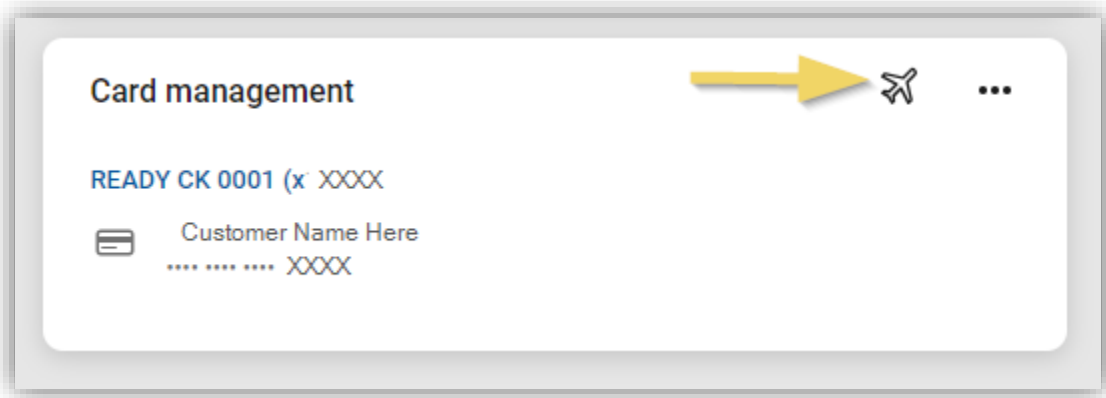 Card management
READY CK 0001 (x XXXX
Customer Name Here
•••• •••• •••• XXXX